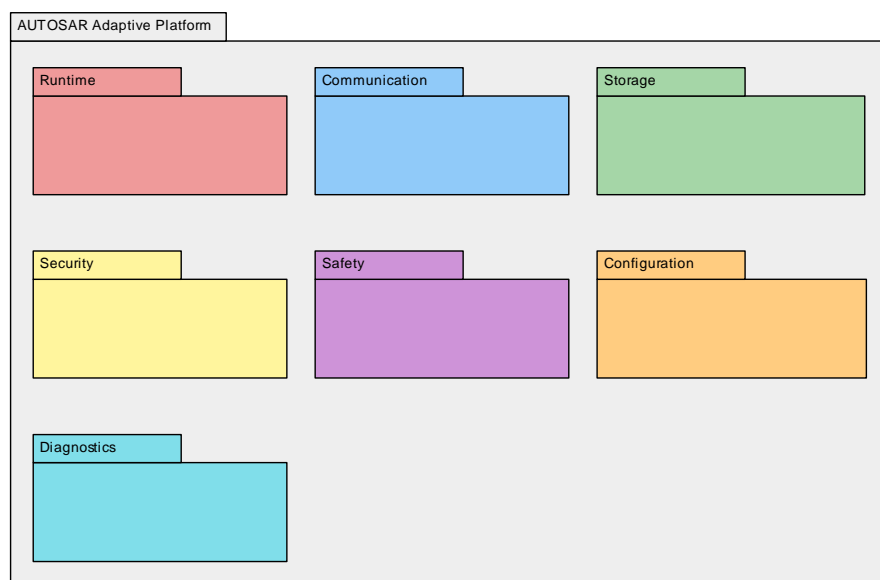 AUTOSAR Adaptive Platform
Runtime
Communication
Storage
Security
Safety
Configuration
Diagnostics